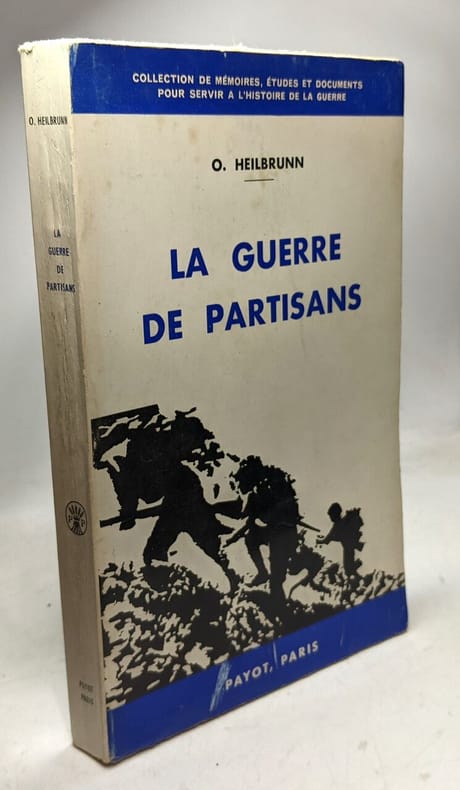 COLLECTION DE MÉMOIRES, ÉTUDES ET DOCUMENTS
POUR SERVIR A L'HISTOIRE DE LA GUERRE
O. HEILBRUNN
LA GUERRE
DE PARTISANS
PAYOT, PARIS
O. HEILBRUNN
LA
GUERRE
DE
PARTISANS
PAYOT
PARIS